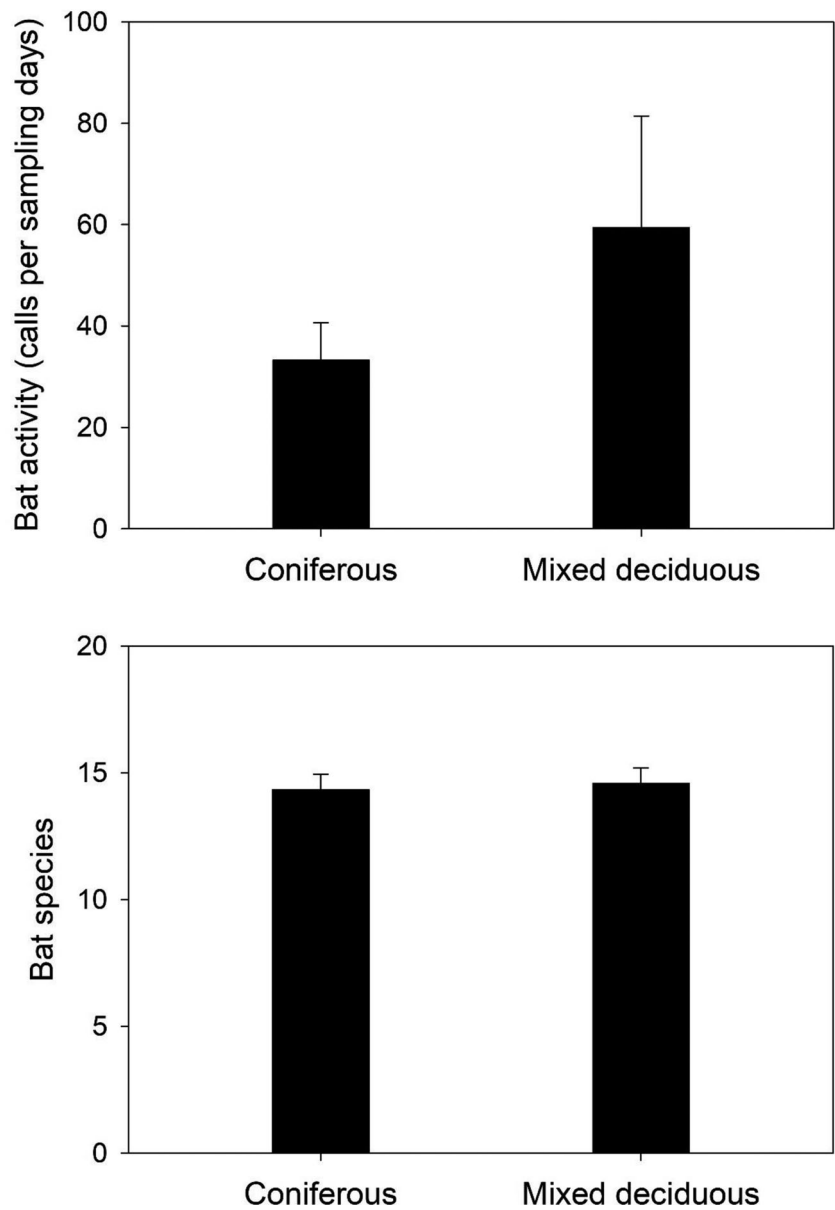 Bat activity (calls per sampling days)
100
80
60
40
20
0
Coniferous
Mixed deciduous
Bat species
20
15
10
5
0
Coniferous
Mixed deciduous